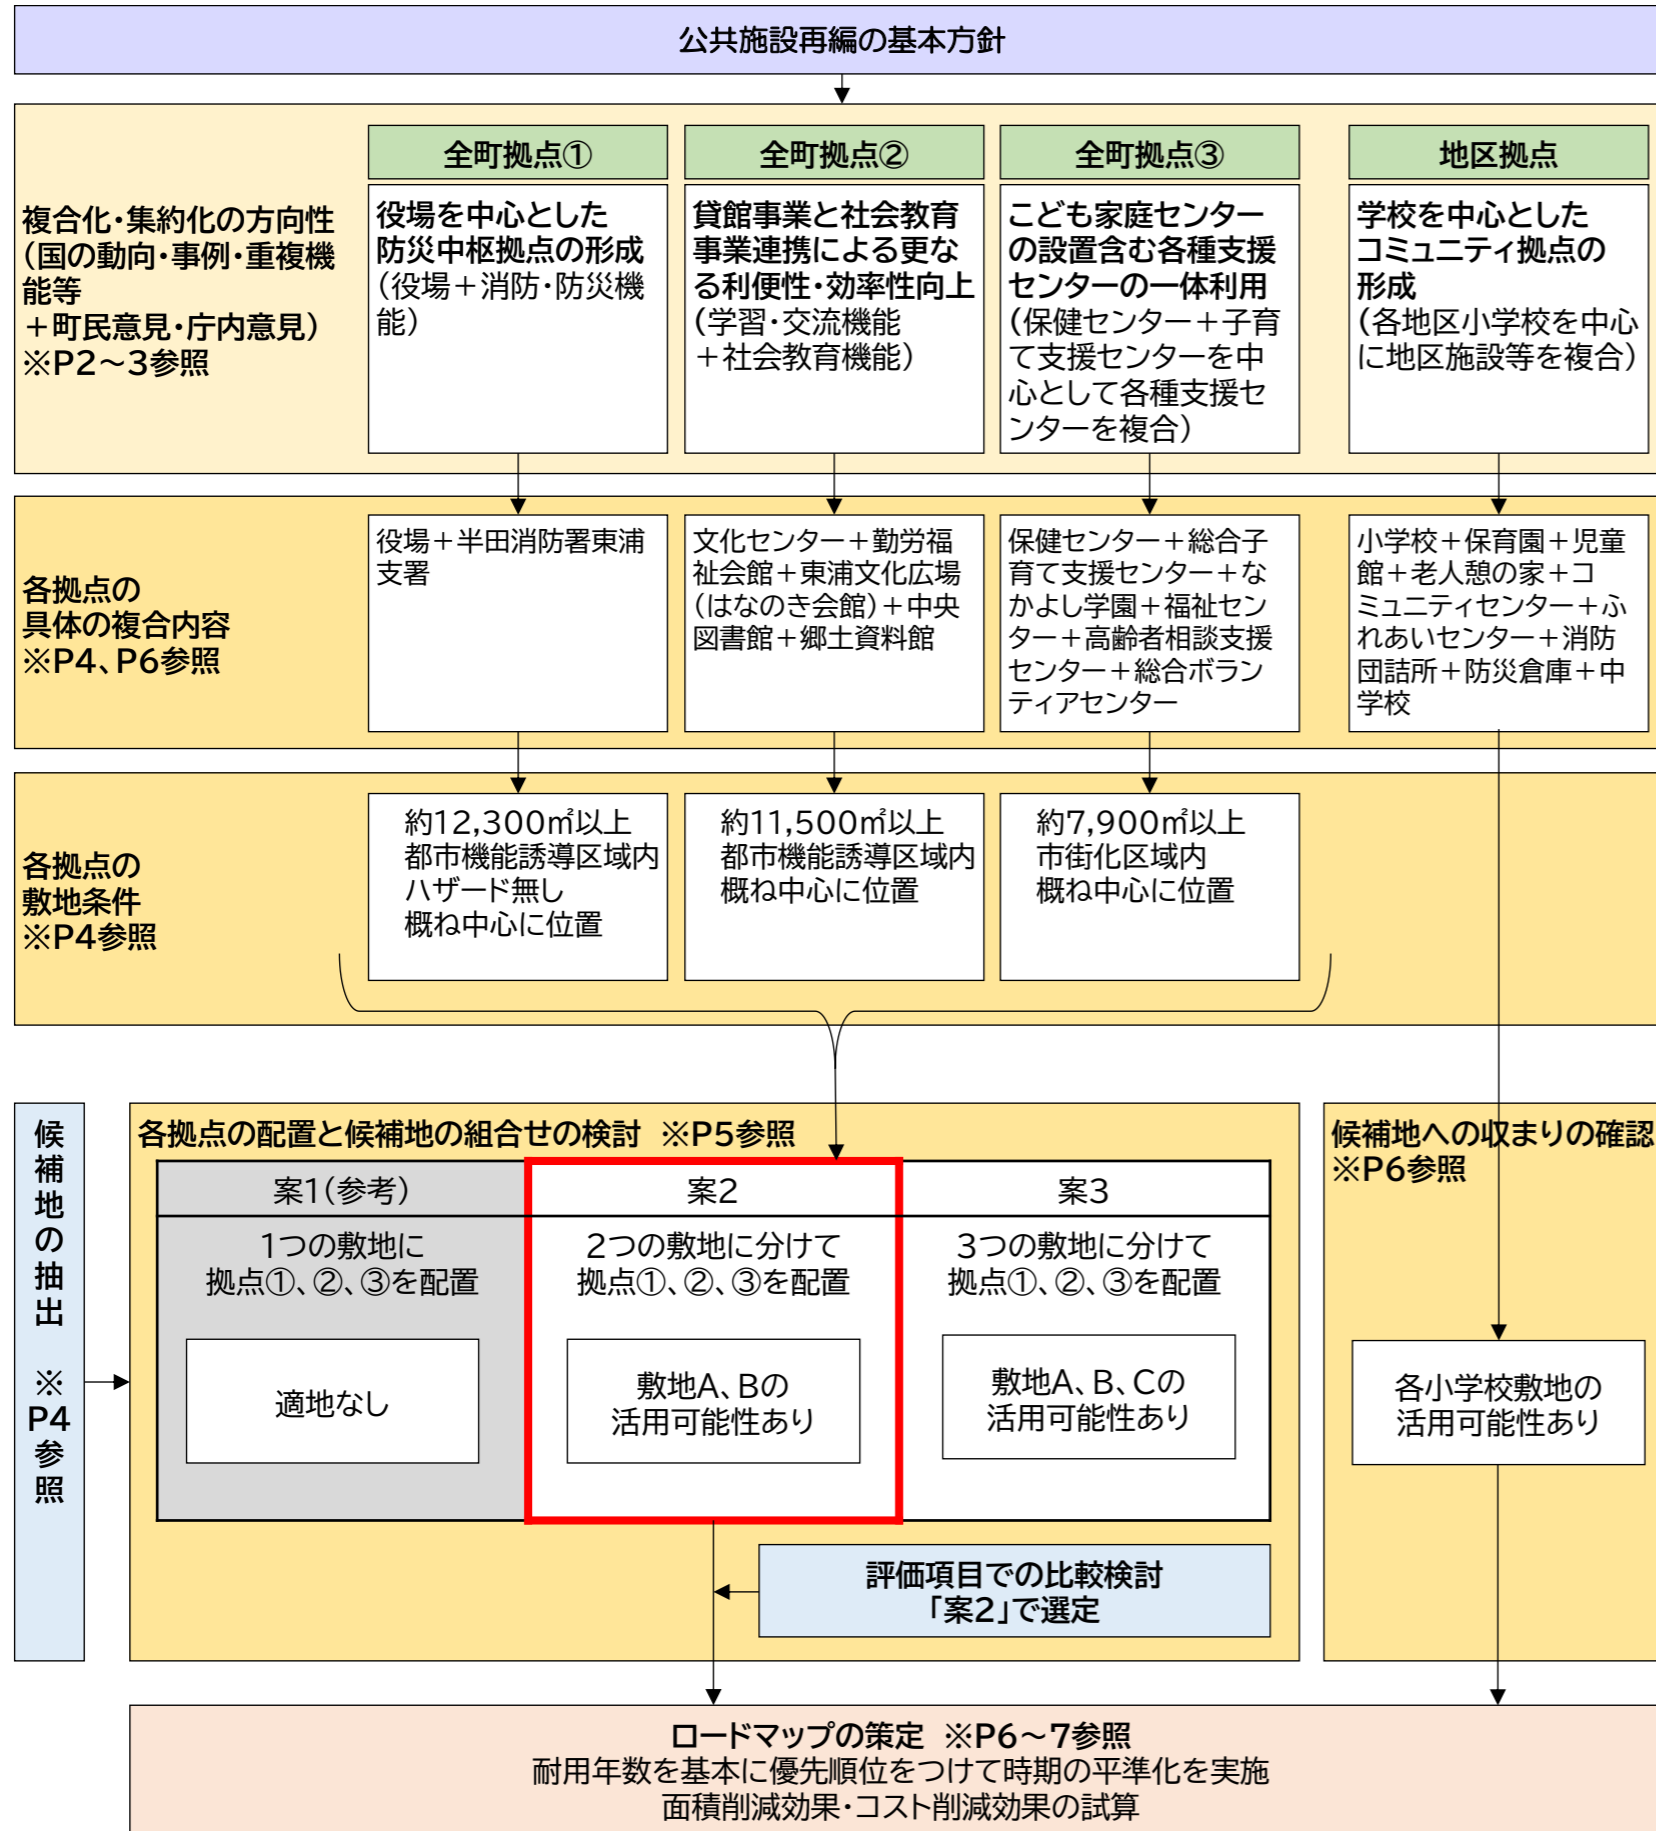 公共施設再編の基本方針
複合化・集約化の方向性
(国の動向・事例・重複機
能等
＋町民意見・庁内意見)
※P2～3参照
全町拠点①
役場を中心とした
防災中枢拠点の形成
(役場＋消防・防災機
能)
全町拠点②
貸館事業と社会教育
事業連携による更な
る利便性・効率性向上
(学習・交流機能
＋社会教育機能)
全町拠点③
こども家庭センター
の設置含む各種支援
センターの一体利用
(保健センター＋子育
て支援センターを中
心として各種支援セ
ンターを複合)
地区拠点
学校を中心とした
コミュニティ拠点の
形成
(各地区小学校を中心
に地区施設等を複合)
各拠点の
具体の複合内容
※P4、P6参照
役場＋半田消防署東浦
支署
文化センター＋勤労福
祉会館＋東浦文化広場
(はなのき会館)＋中央
図書館＋郷土資料館
保健センター＋総合子
育て支援センター＋な
かよし学園＋福祉セン
ター＋高齢者相談支援
センター＋総合ボラン
ティアセンター
小学校＋保育園＋児童
館＋老人憩の家＋コ
ミュニティセンター＋ふ
れあいセンター＋消防
団詰所＋防災倉庫＋中
学校
各拠点の
敷地条件
※P4参照
約12,300㎡以上
都市機能誘導区域内
ハザード無し
概ね中心に位置
約11,500㎡以上
都市機能誘導区域内
概ね中心に位置
約7,900㎡以上
市街化区域内
概ね中心に位置
候補地の抽出 ※P4参照
各拠点の配置と候補地の組合せの検討 ※P5参照
案1(参考)
1つの敷地に
拠点①、②、③を配置
適地なし
案2
2つの敷地に分けて
拠点①、②、③を配置
敷地A、Bの
活用可能性あり
案3
3つの敷地に分けて
拠点①、②、③を配置
敷地A、B、Cの
活用可能性あり
評価項目での比較検討
「案2」で選定
候補地への収まりの確認
※P6参照
各小学校敷地の
活用可能性あり
ロードマップの策定 ※P6～7参照
耐用年数を基本に優先順位をつけて時期の平準化を実施
面積削減効果・コスト削減効果の試算